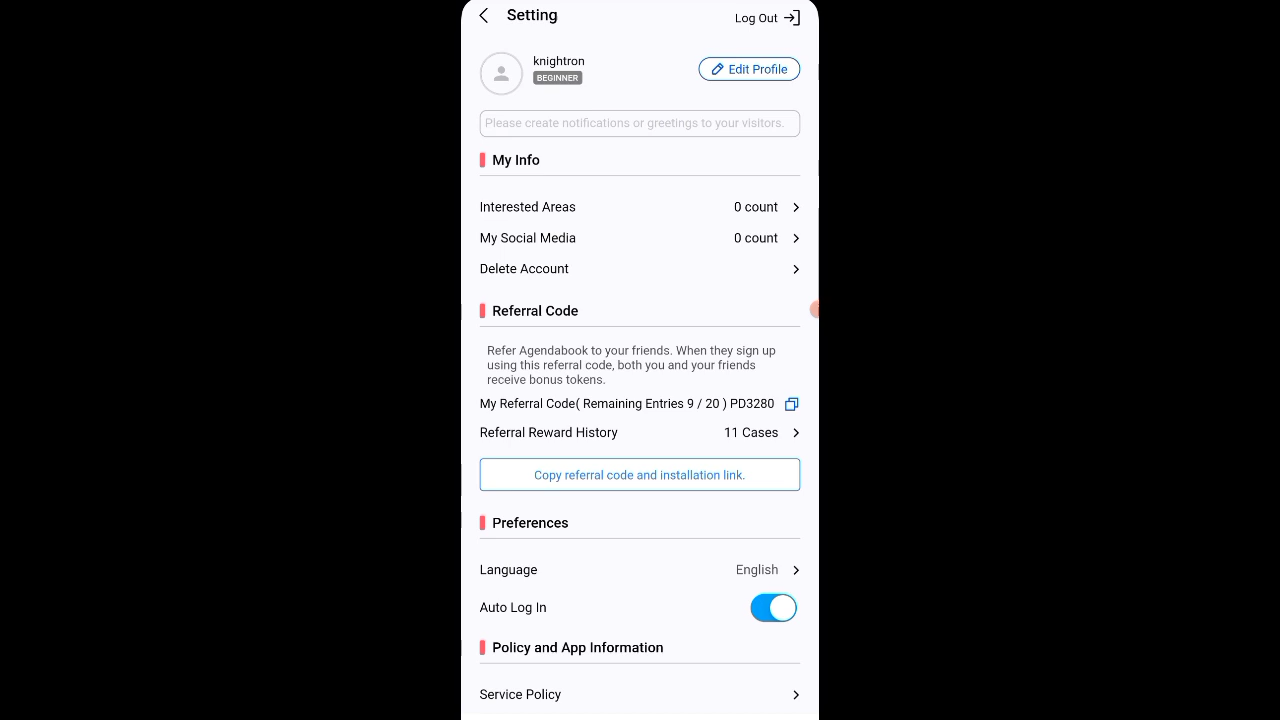 Setting
Log Out
knightron
BEGINNER
Edit Profile
Please create notifications or greetings to your visitors.
My Info
Interested Areas 0 count
My Social Media 0 count
Delete Account
Referral Code
Refer Agendabook to your friends. When they sign up
using this referral code, both you and your friends
receive bonus tokens.
My Referral Code( Remaining Entries 9 / 20 ) PD3280
Referral Reward History 11 Cases
Copy referral code and installation link.
Preferences
Language English
Auto Log In
Policy and App Information
Service Policy